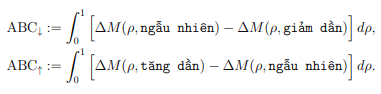 ABC↓ := ∫₀¹ [ΔM(ρ, ngẫu nhiên) − ΔM(ρ, giảm dần)] dρ,
ABC↑ := ∫₀¹ [ΔM(ρ, tăng dần) − ΔM(ρ, ngẫu nhiên)] dρ.